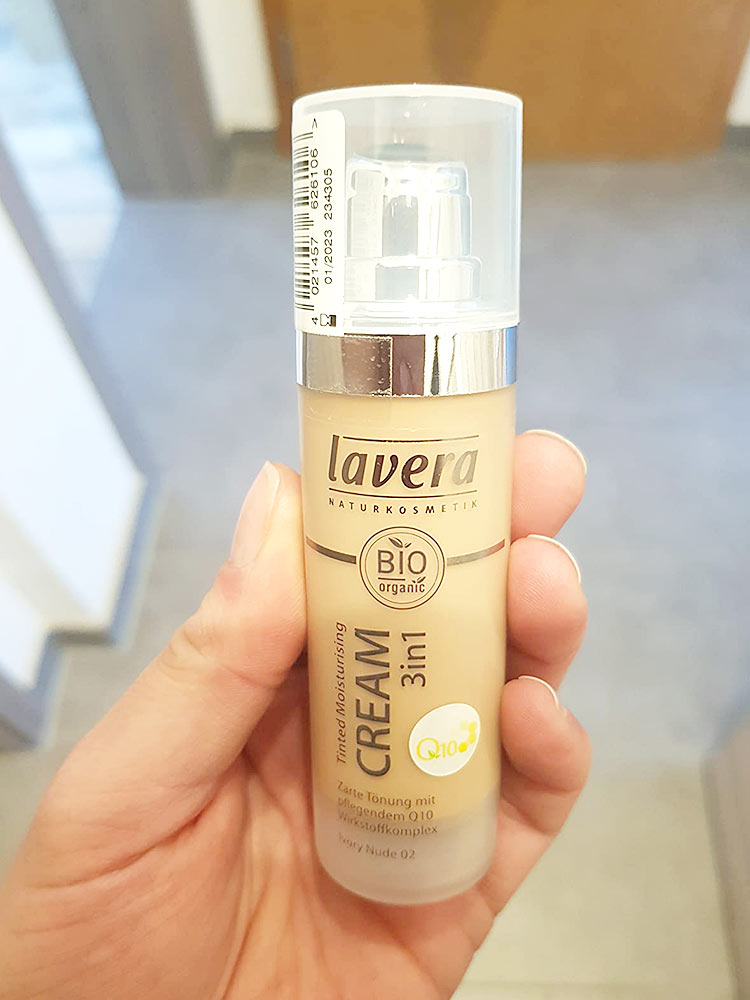 4 021457 626106 >
01/2023 234305
lavera
NATURKOSMETIK
BIO
organic
Tinted Moisturising
CREAM
3in1
Q10
Zarte Tönung mit
pflegendem Q10
Wirkstoffkomplex
Ivory Nude 02